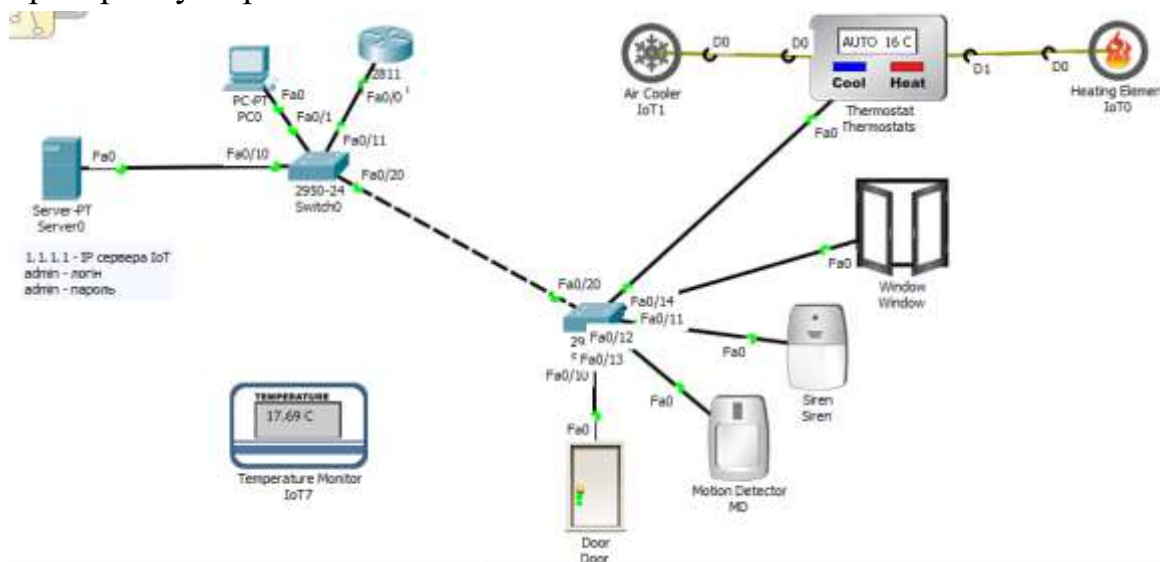 Fa0
PC-PT
PC0
Fa0/1
2811
Fa0/0
Fa0/11
Fa0
Fa0/10
Fa0/20
2950-24
Switch0
Server-PT
Server0
1.1.1.1 - IP сервера IoT
admin - логін
admin - пароль
Air Cooler
IoT1
D0
D0
AUTO 16 C
Cool Heat
D1
D0
Heating Elemen
IoT0
Thermostat
Thermostats
Fa0
Fa0
Window
Window
Fa0/20
Fa0/14
Fa0/11
Fa0/12
Fa0/13
Fa0/10
Fa0
Siren
Siren
Fa0
Motion Detector
MD
Fa0
Door
Door
TEMPERATURE
17.69 C
Temperature Monitor
IoT7